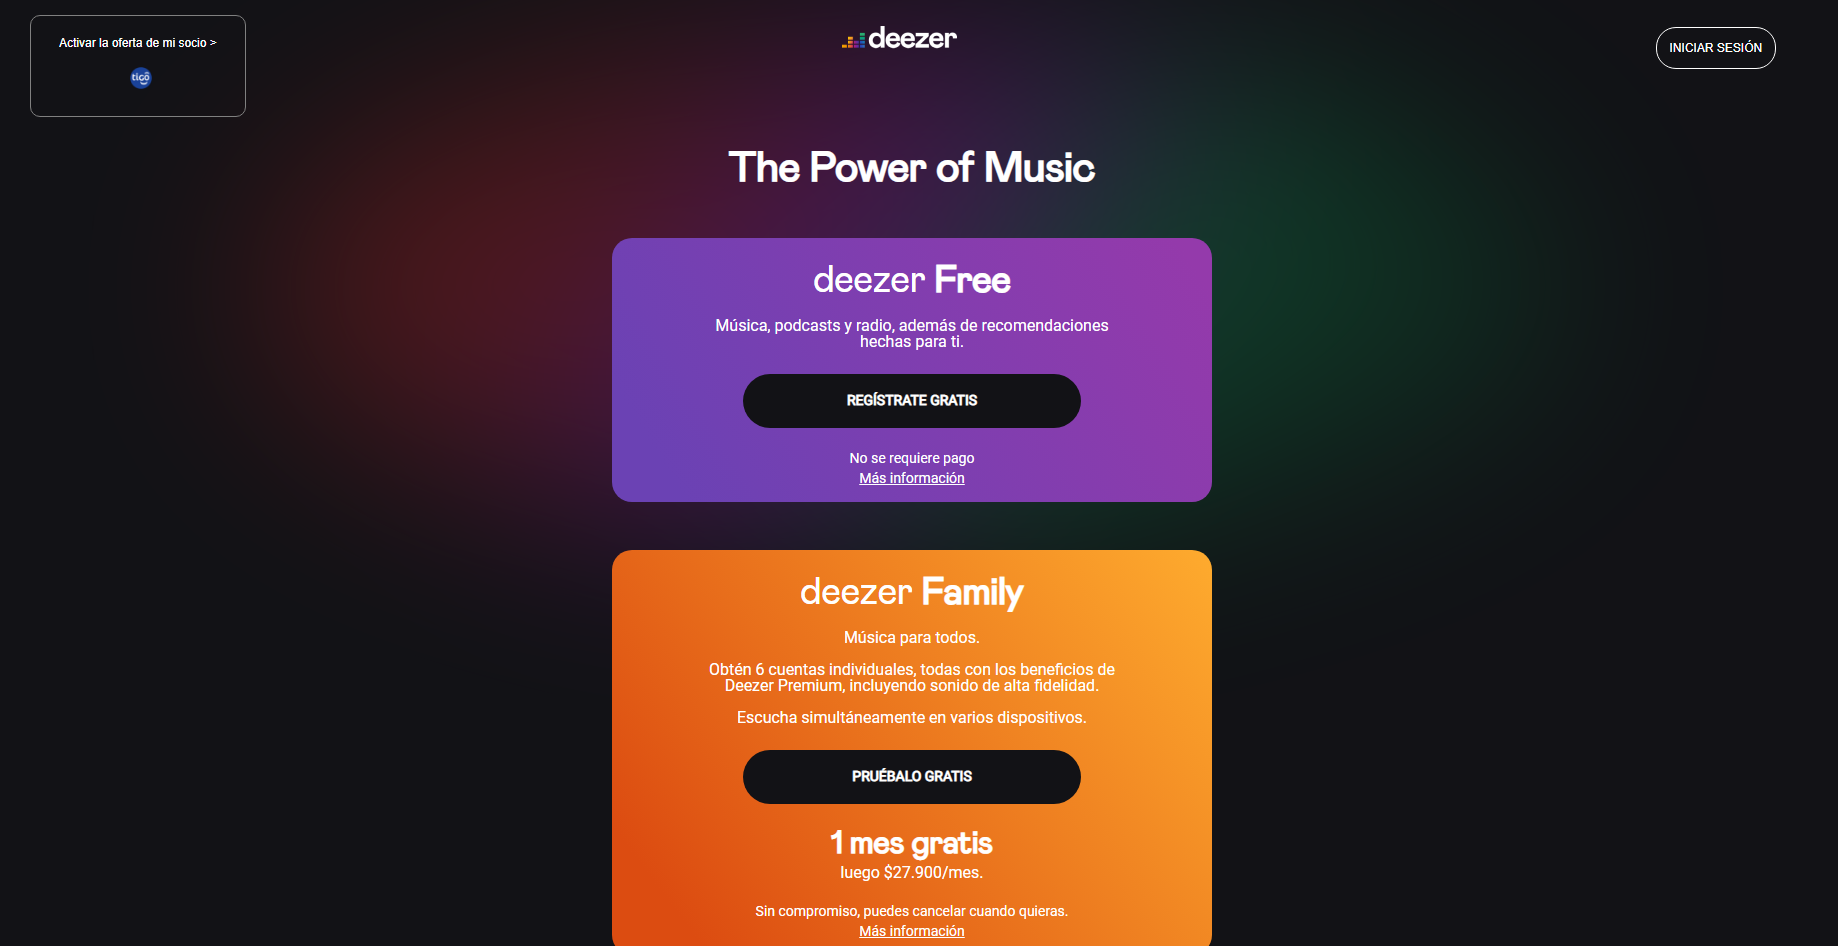 Activar la oferta de mi socio >
tigo
deezer
INICIAR SESIÓN
The Power of Music
deezer Free
Música, podcasts y radio, además de recomendaciones
hechas para ti.
REGÍSTRATE GRATIS
No se requiere pago
Más información
deezer Family
Música para todos.
Obtén 6 cuentas individuales, todas con los beneficios de
Deezer Premium, incluyendo sonido de alta fidelidad.
Escucha simultáneamente en varios dispositivos.
PRUÉBALO GRATIS
1 mes gratis
luego $27.900/mes.
Sin compromiso, puedes cancelar cuando quieras.
Más información